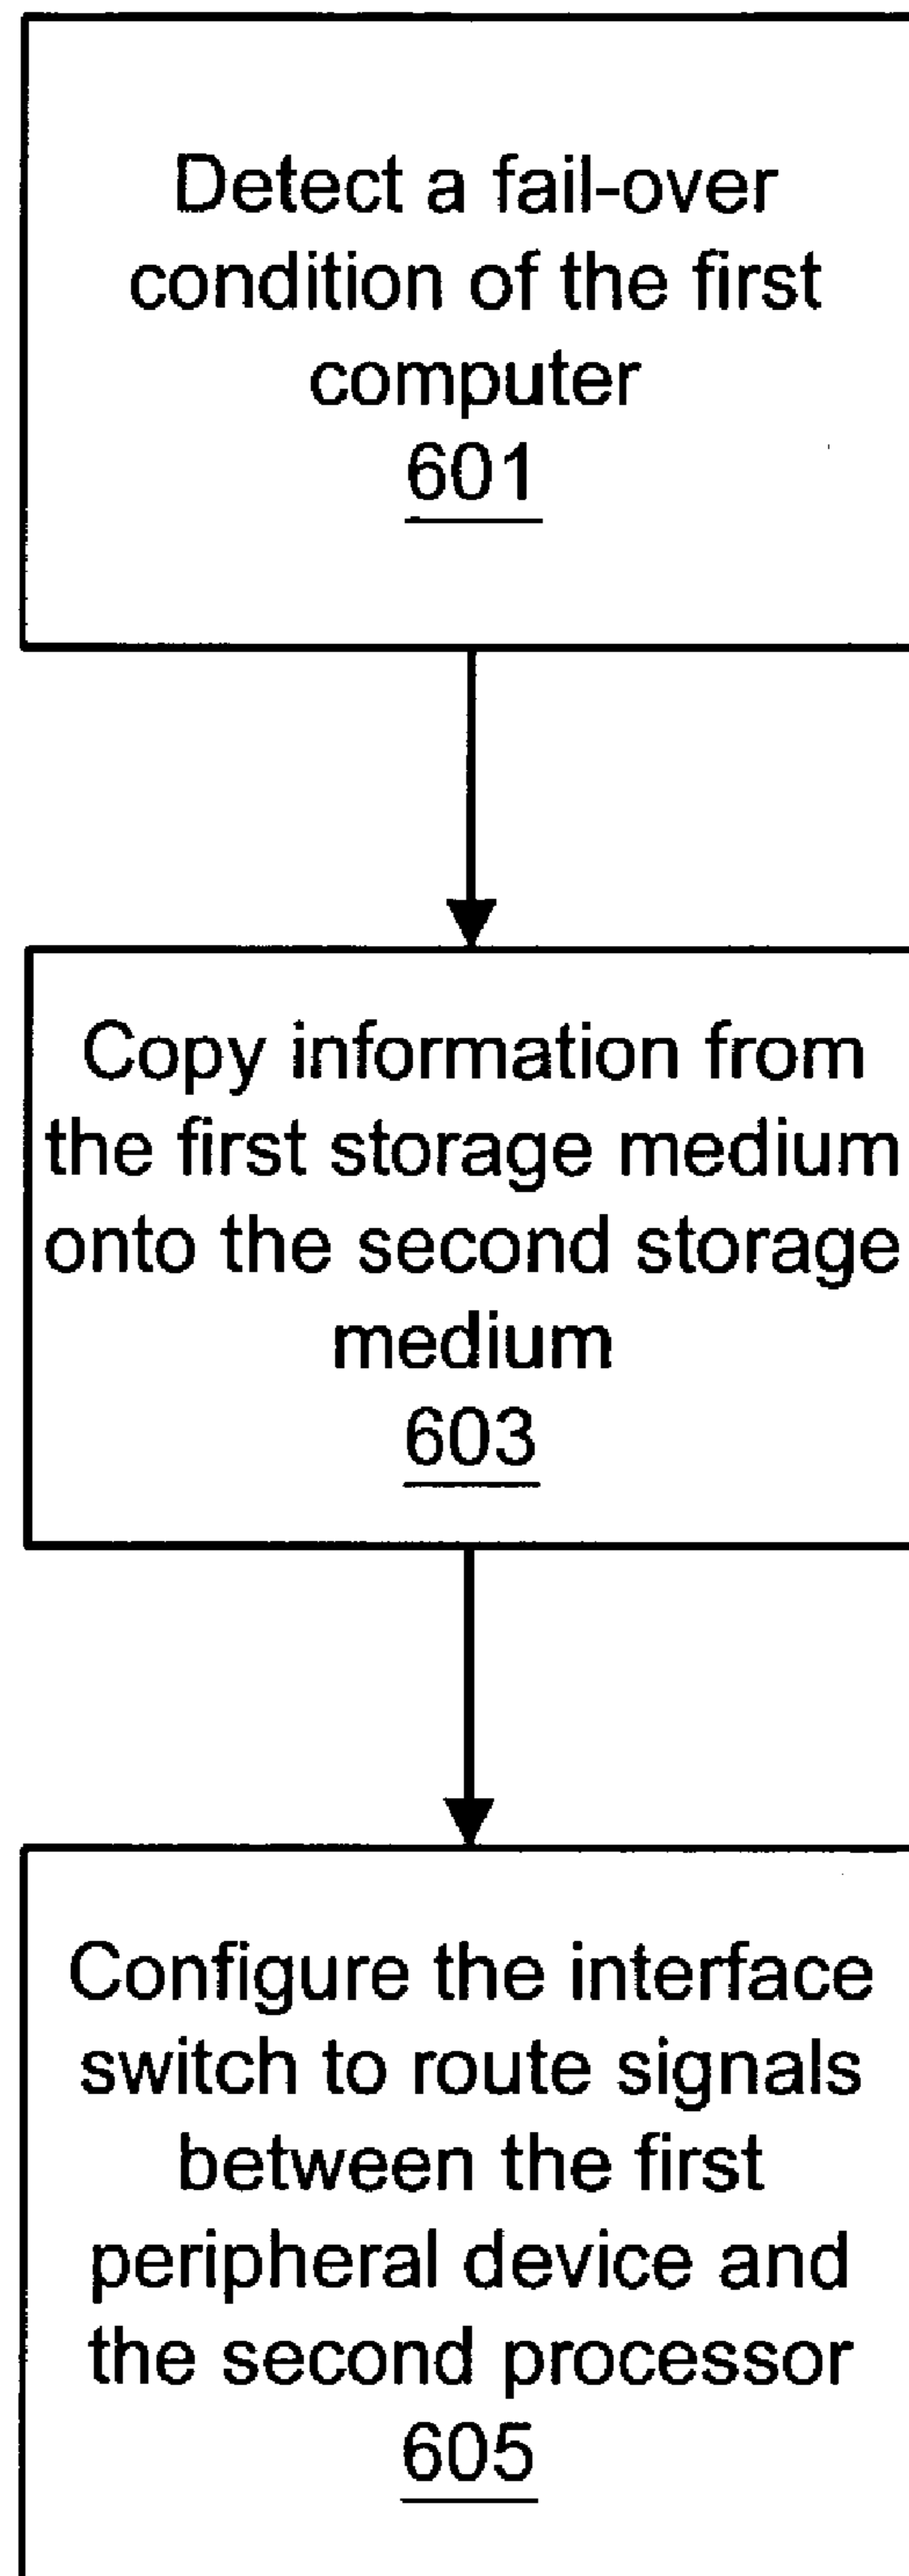 Detect a fail-over
condition of the first
computer
601
Copy information from
the first storage medium
onto the second storage
medium
603
Configure the interface
switch to route signals
between the first
peripheral device and
the second processor
605